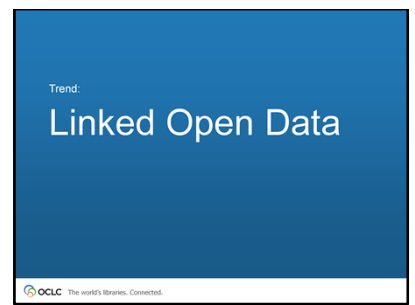 Trend:
Linked Open Data
OCLC The world's libraries. Connected.